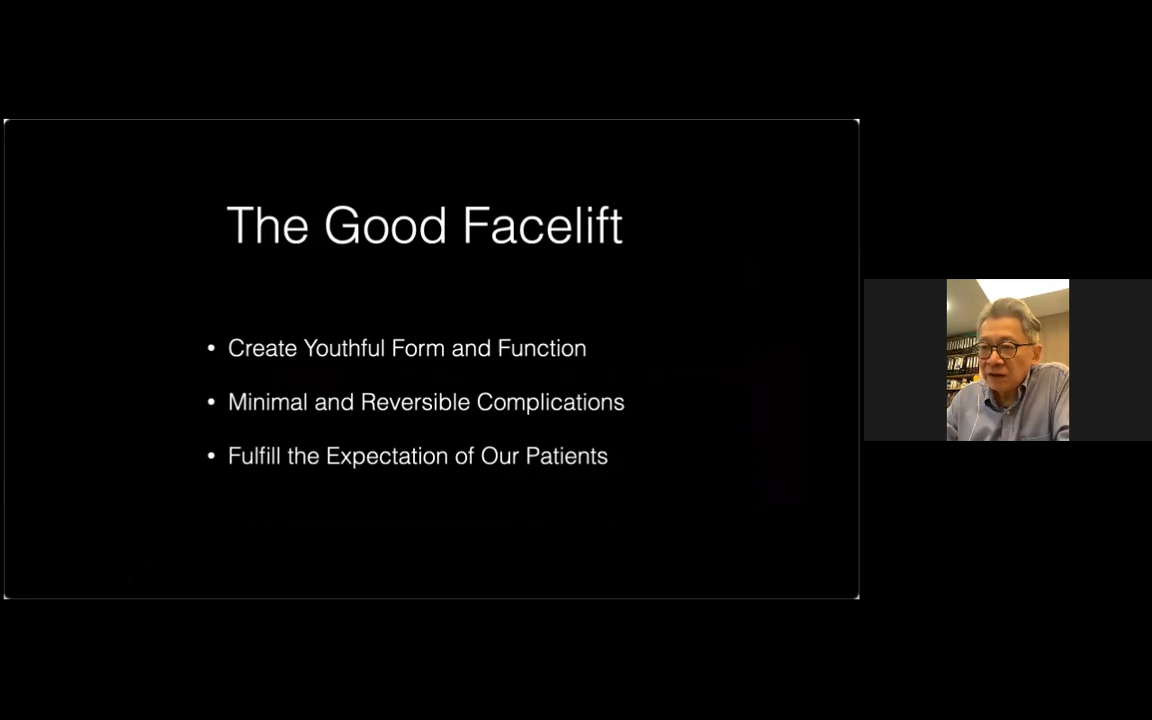 The Good Facelift
• Create Youthful Form and Function
• Minimal and Reversible Complications
• Fulfill the Expectation of Our Patients